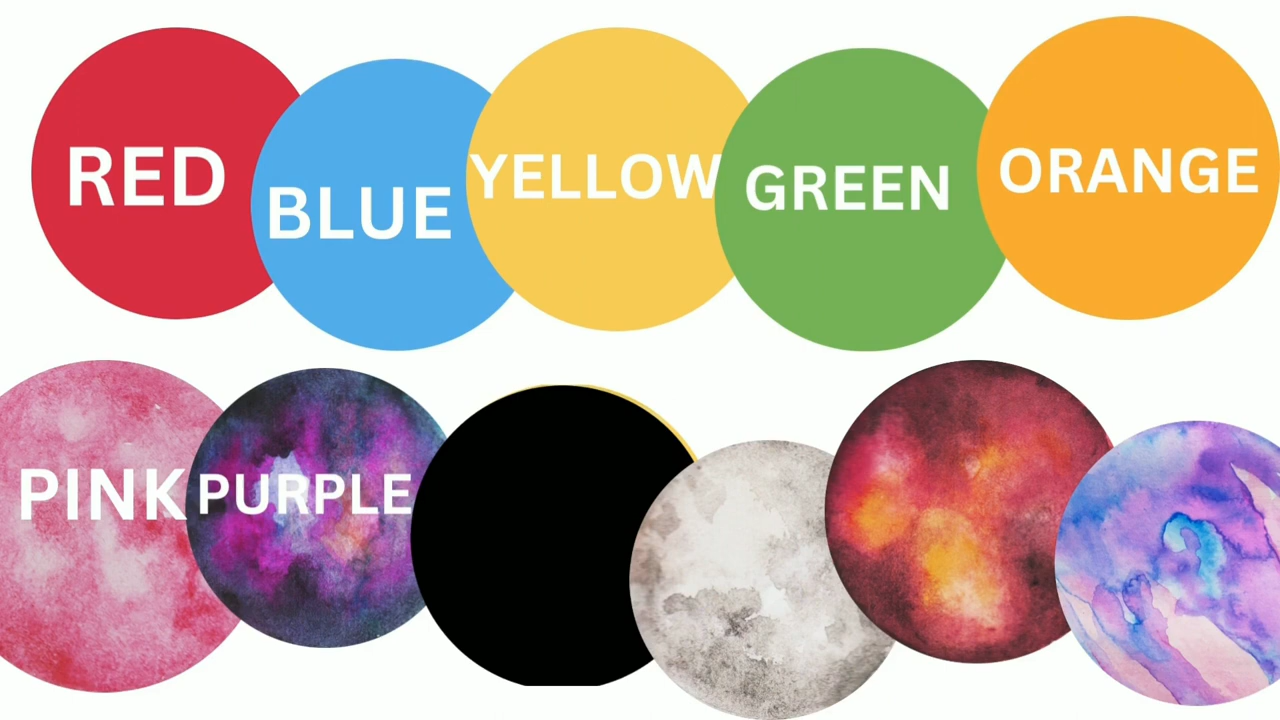 RED
BLUE
YELLOW
GREEN
ORANGE
PINK
PURPLE